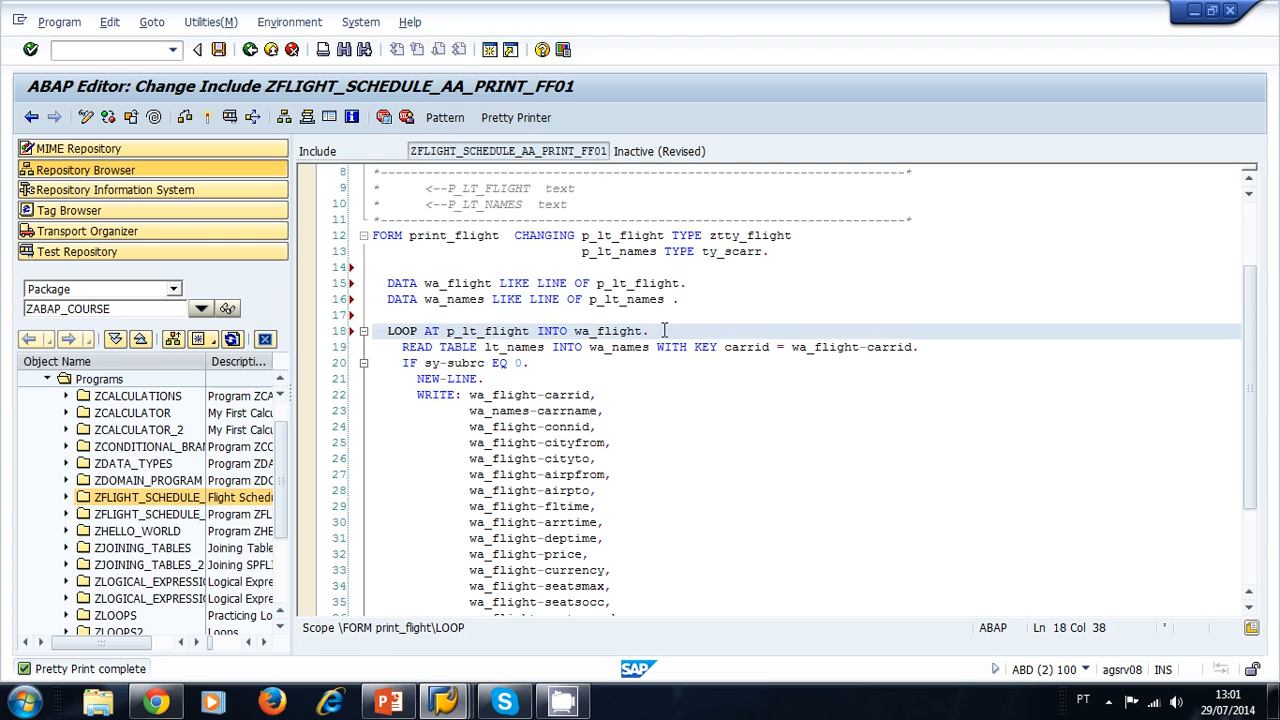 Program Edit Goto Utilities(M) Environment System Help
ABAP Editor: Change Include ZFLIGHT_SCHEDULE_AA_PRINT_FF01
Pattern Pretty Printer
MIME Repository
Repository Browser
Repository Information System
Tag Browser
Transport Organizer
Test Repository
Package
ZABAP_COURSE
Object Name Descripti...
Programs
ZCALCULATIONS Program ZCA
ZCALCULATOR My First Calcu
ZCALCULATOR_2 My First Calcu
ZCONDITIONAL_BRAN Program ZCO
ZDATA_TYPES Program ZDA
ZDOMAIN_PROGRAM Program ZDO
ZFLIGHT_SCHEDULE_ Flight Schedu
ZFLIGHT_SCHEDULE_ Program ZFL
ZHELLO_WORLD Program ZHE
ZJOINING_TABLES Joining Table
ZJOINING_TABLES_2 Joining SPFL
ZLOGICAL_EXPRESSIO Logical Expre
ZLOGICAL_EXPRESSIO Logical Expre
ZLOOPS Practicing Lo
ZLOOPS2 Loops
Include ZFLIGHT_SCHEDULE_AA_PRINT_FF01 Inactive (Revised)
8 *----------------------------------------------------------------------*
9 * <--P_LT_FLIGHT text
10 * <--P_LT_NAMES text
11 *----------------------------------------------------------------------*
12 FORM print_flight CHANGING p_lt_flight TYPE ztty_flight
13 p_lt_names TYPE ty_scarr.
14
15 DATA wa_flight LIKE LINE OF p_lt_flight.
16 DATA wa_names LIKE LINE OF p_lt_names .
17
18 LOOP AT p_lt_flight INTO wa_flight.
19 READ TABLE lt_names INTO wa_names WITH KEY carrid = wa_flight-carrid.
20 IF sy-subrc EQ 0.
21 NEW-LINE.
22 WRITE: wa_flight-carrid,
23 wa_names-carrname,
24 wa_flight-connid,
25 wa_flight-cityfrom,
26 wa_flight-cityto,
27 wa_flight-airpfrom,
28 wa_flight-airpto,
29 wa_flight-fltime,
30 wa_flight-arrtime,
31 wa_flight-deptime,
32 wa_flight-price,
33 wa_flight-currency,
34 wa_flight-seatsmax,
35 wa_flight-seatsocc,
Scope \FORM print_flight\LOOP ABAP Ln 18 Col 38
Pretty Print complete SAP ABD (2) 100 agsrv08 INS
PT 13:01
29/07/2014